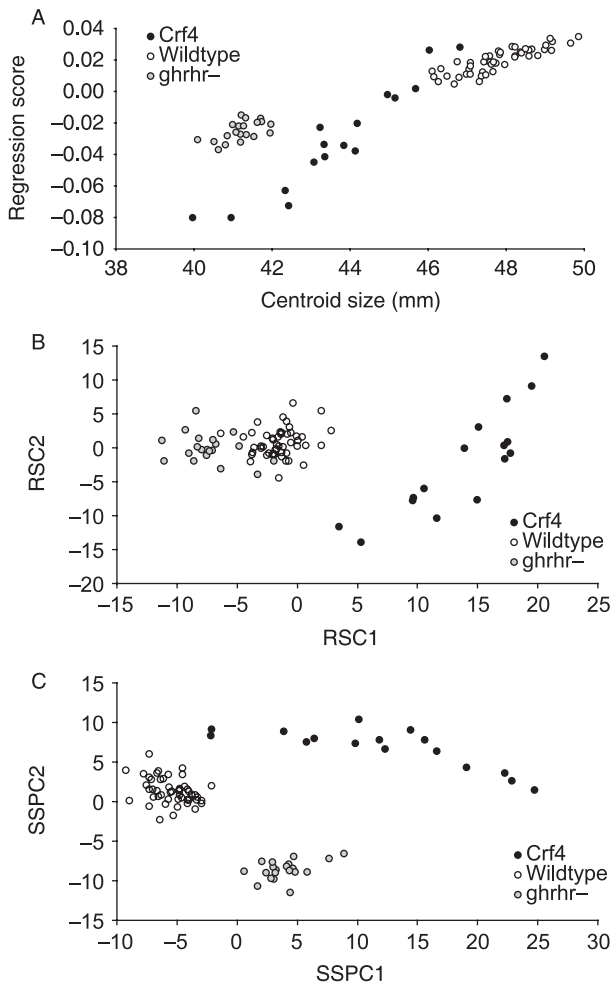 A
Crf4
Wildtype
ghrhr–
0.04
0.02
0.00
–0.02
–0.04
–0.06
–0.08
–0.10
Regression score
38
40
42
44
46
48
50
Centroid size (mm)
B
15
10
5
0
–5
–10
–15
–20
RSC2
Crf4
Wildtype
ghrhr–
–15
–10
–5
0
5
10
15
20
25
RSC1
C
15
10
5
0
–5
–10
–15
SSPC2
Crf4
Wildtype
ghrhr–
–10
–5
0
5
10
15
20
25
30
SSPC1